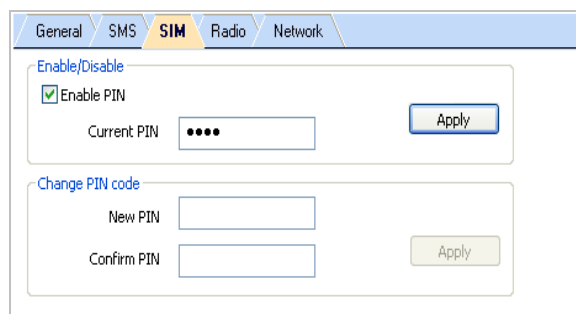 General SMS SIM Radio Network
Enable/Disable
Enable PIN
Current PIN ●●●● Apply
Change PIN code
New PIN
Confirm PIN Apply